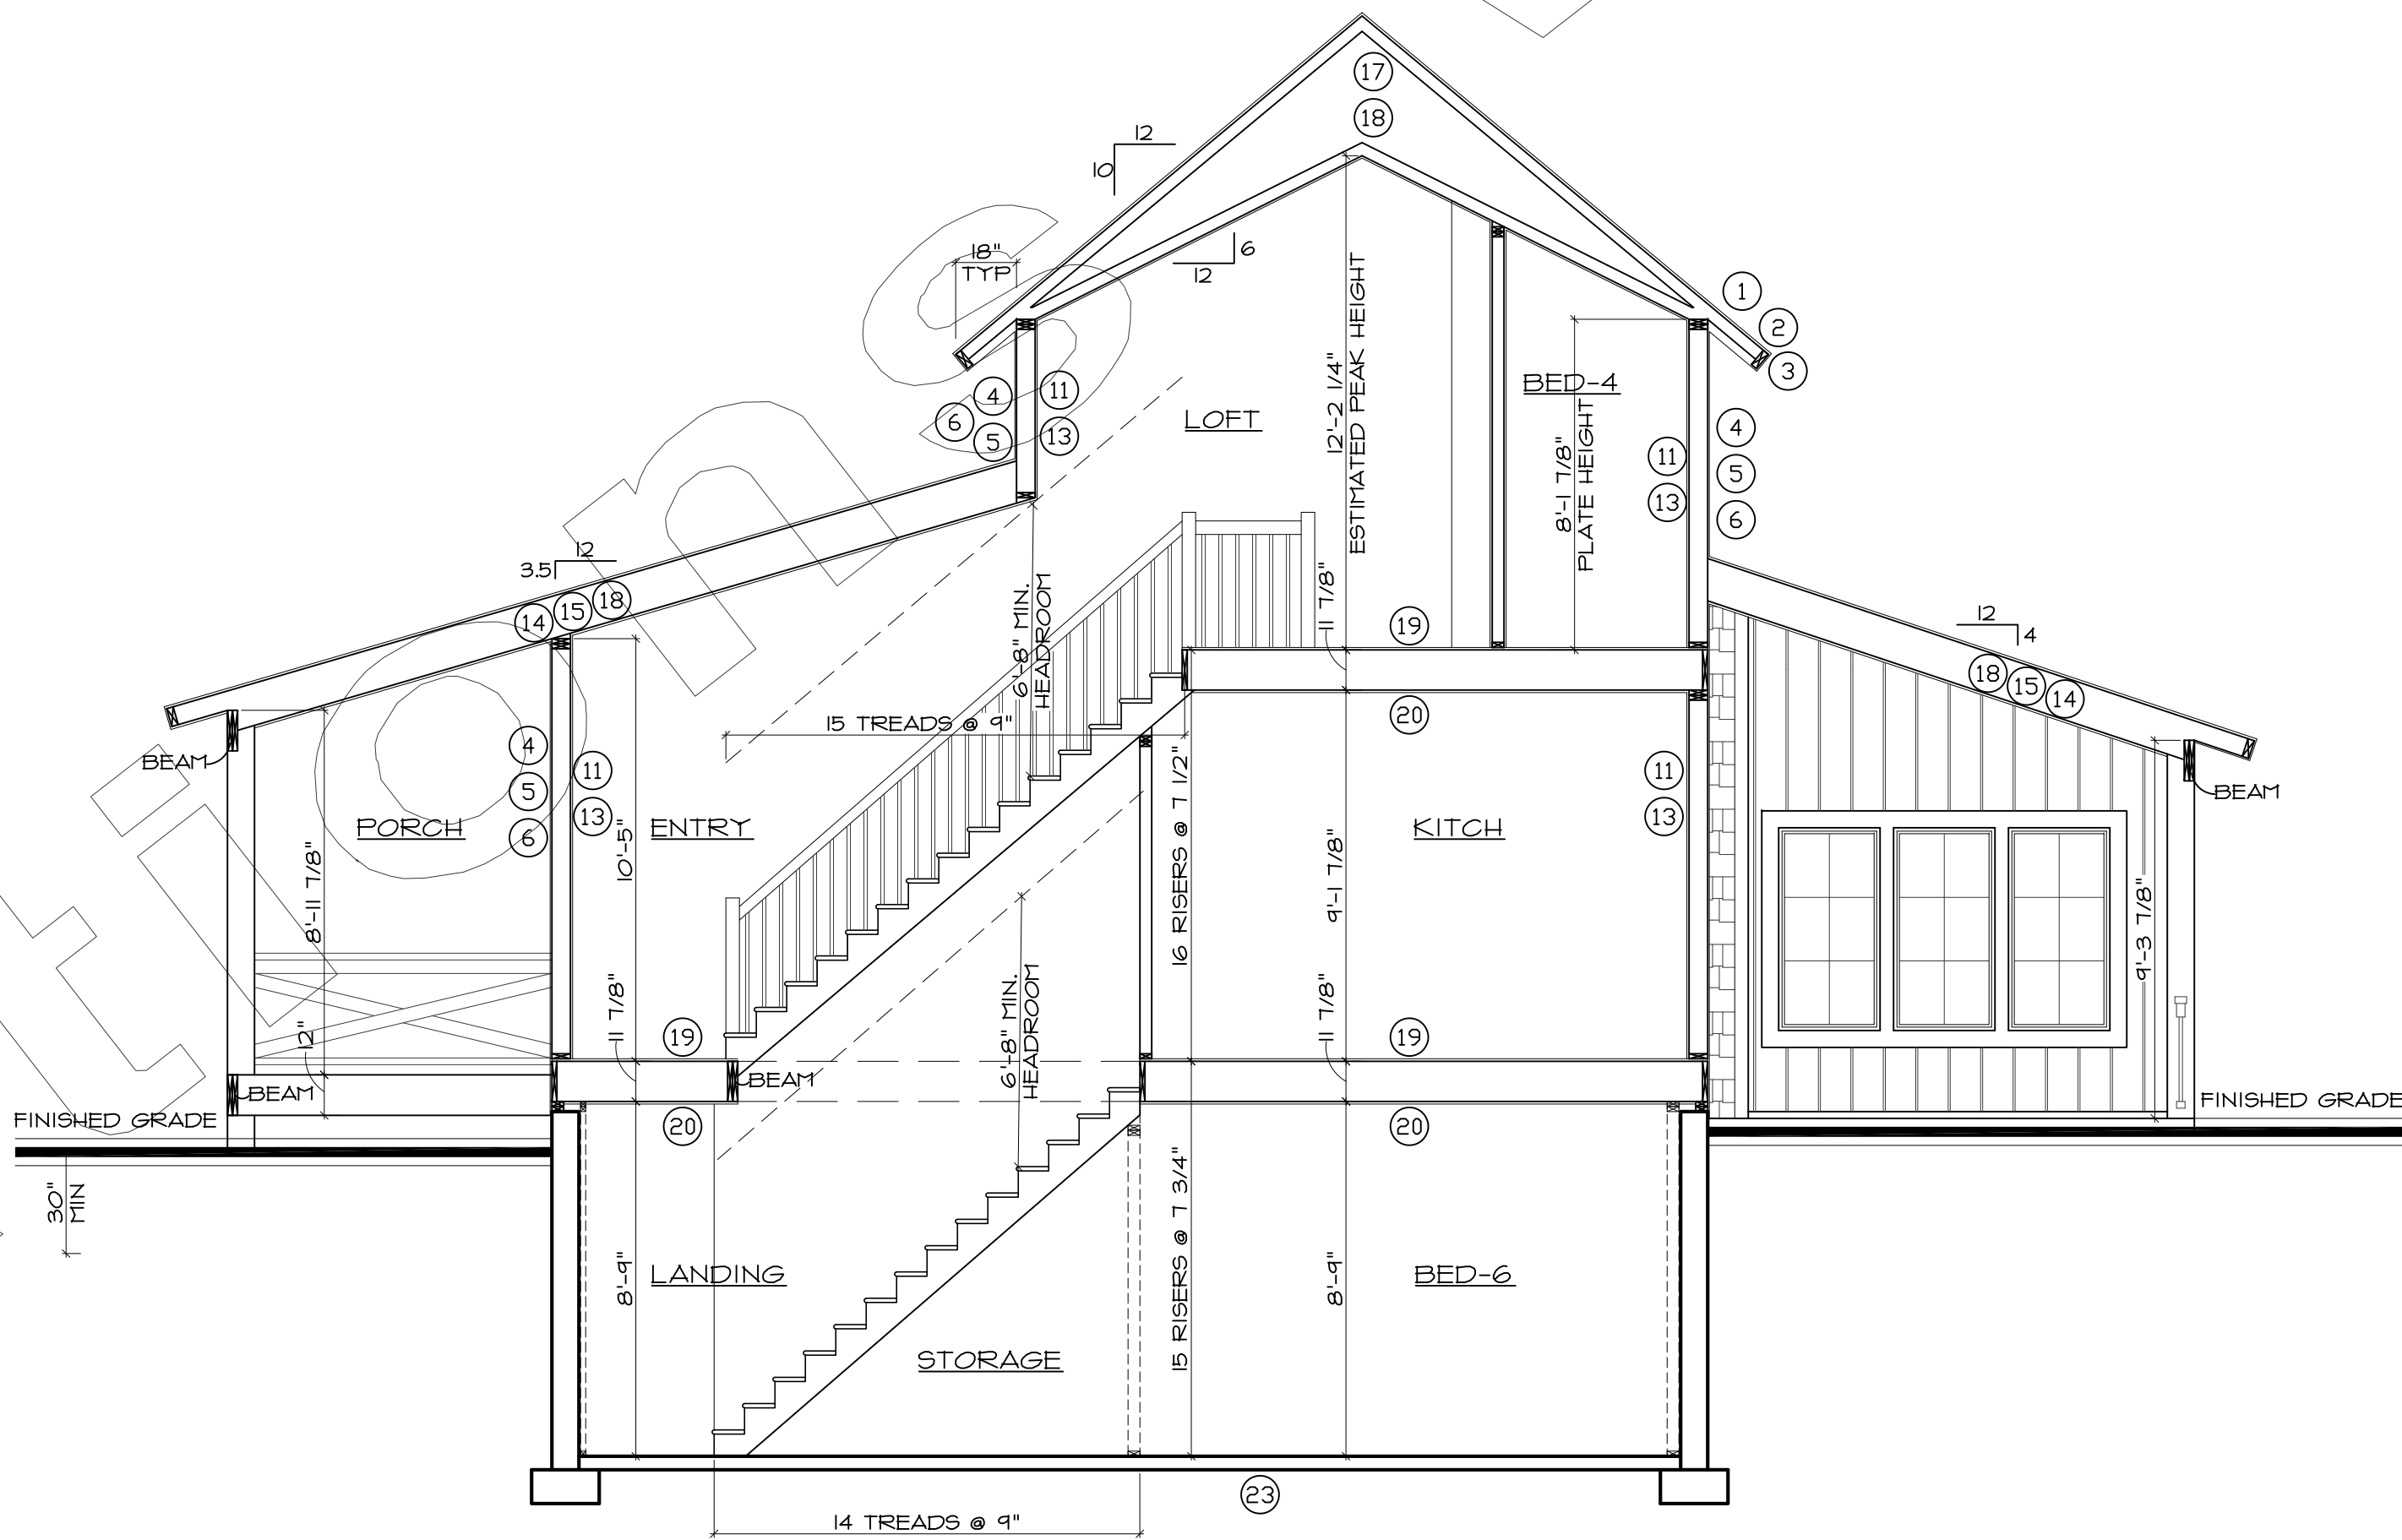 17
18
12
10
18"
TYP
6
12
1
2
3
12'-2 1/4"
ESTIMATED PEAK HEIGHT
BED-4
LOFT
4
6
5
11
13
8'-1 7/8"
PLATE HEIGHT
11
13
4
5
6
12
3.5
14
15
18
6'-8" MIN.
HEADROOM
11 7/8"
19
12
4
18
15
14
15 TREADS @ 9"
20
BEAM
4
5
6
11
13
PORCH
ENTRY
KITCH
11
13
BEAM
8'-11 7/8"
10'-5"
16 RISERS @ 7 1/2"
9'-1 7/8"
9'-3 7/8"
12"
11 7/8"
19
6'-8" MIN.
HEADROOM
11 7/8"
19
BEAM
BEAM
FINISHED GRADE
20
20
FINISHED GRADE
30"
MIN
8'-9"
LANDING
15 RISERS @ 7 3/4"
8'-9"
BED-6
STORAGE
23
14 TREADS @ 9"